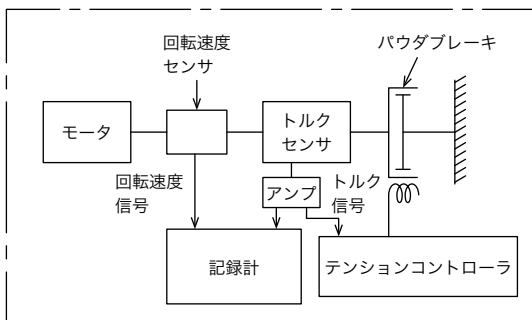 回転速度
センサ
パウダブレーキ
モータ
トルク
センサ
回転速度
信号
アンプ
トルク
信号
記録計
テンションコントローラ